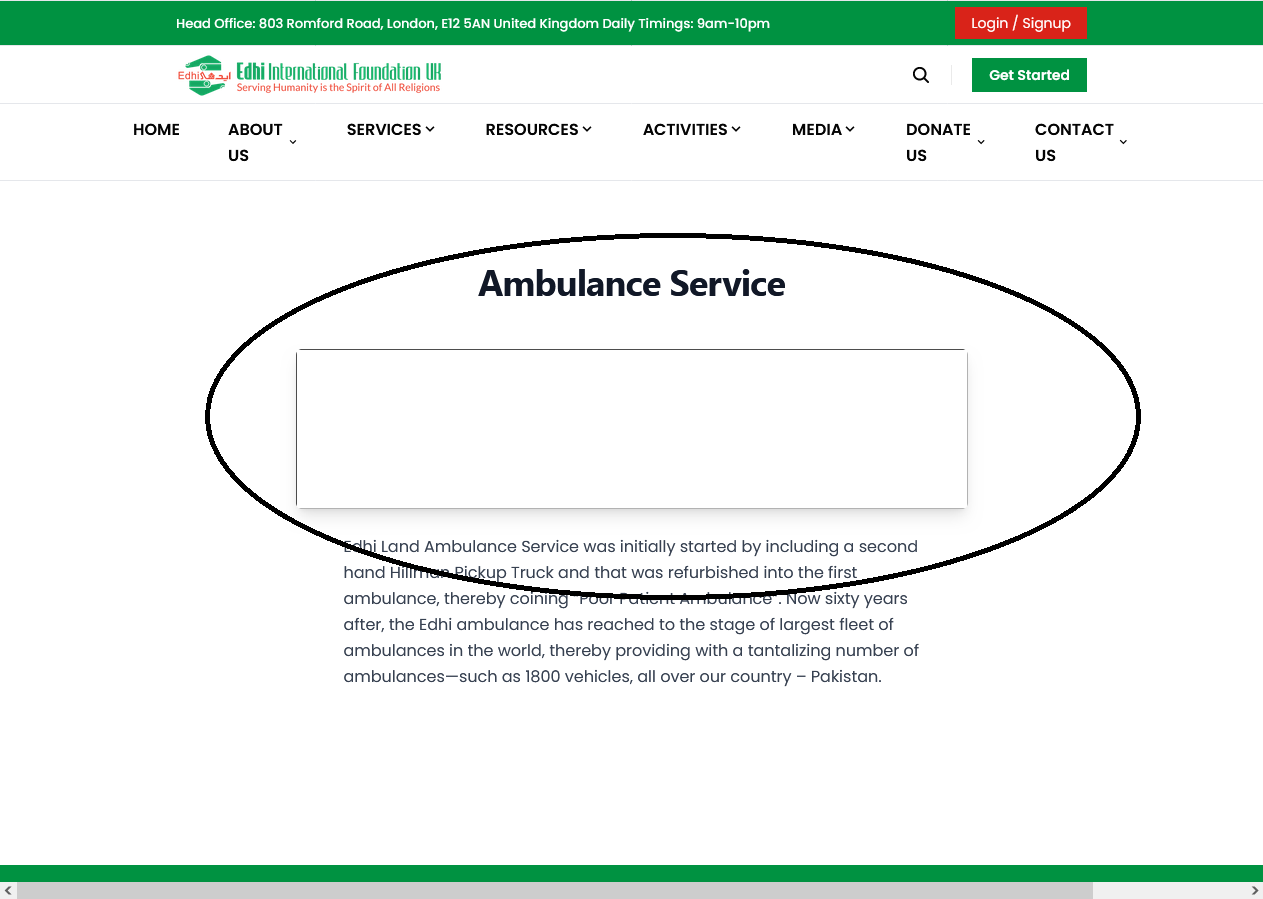 Head Office: 803 Romford Road, London, E12 5AN United Kingdom Daily Timings: 9am-10pm
Login / Signup
Edhi ایدھی
Edhi International Foundation UK
Serving Humanity is the Spirit of All Religions
Get Started
HOME
ABOUT US
SERVICES
RESOURCES
ACTIVITIES
MEDIA
DONATE US
CONTACT US
Ambulance Service
Edhi Land Ambulance Service was initially started by including a second
hand Hillman Pickup Truck and that was refurbished into the first
ambulance, thereby coining "Poor Patient Ambulance". Now sixty years
after, the Edhi ambulance has reached to the stage of largest fleet of
ambulances in the world, thereby providing with a tantalizing number of
ambulances—such as 1800 vehicles, all over our country – Pakistan.